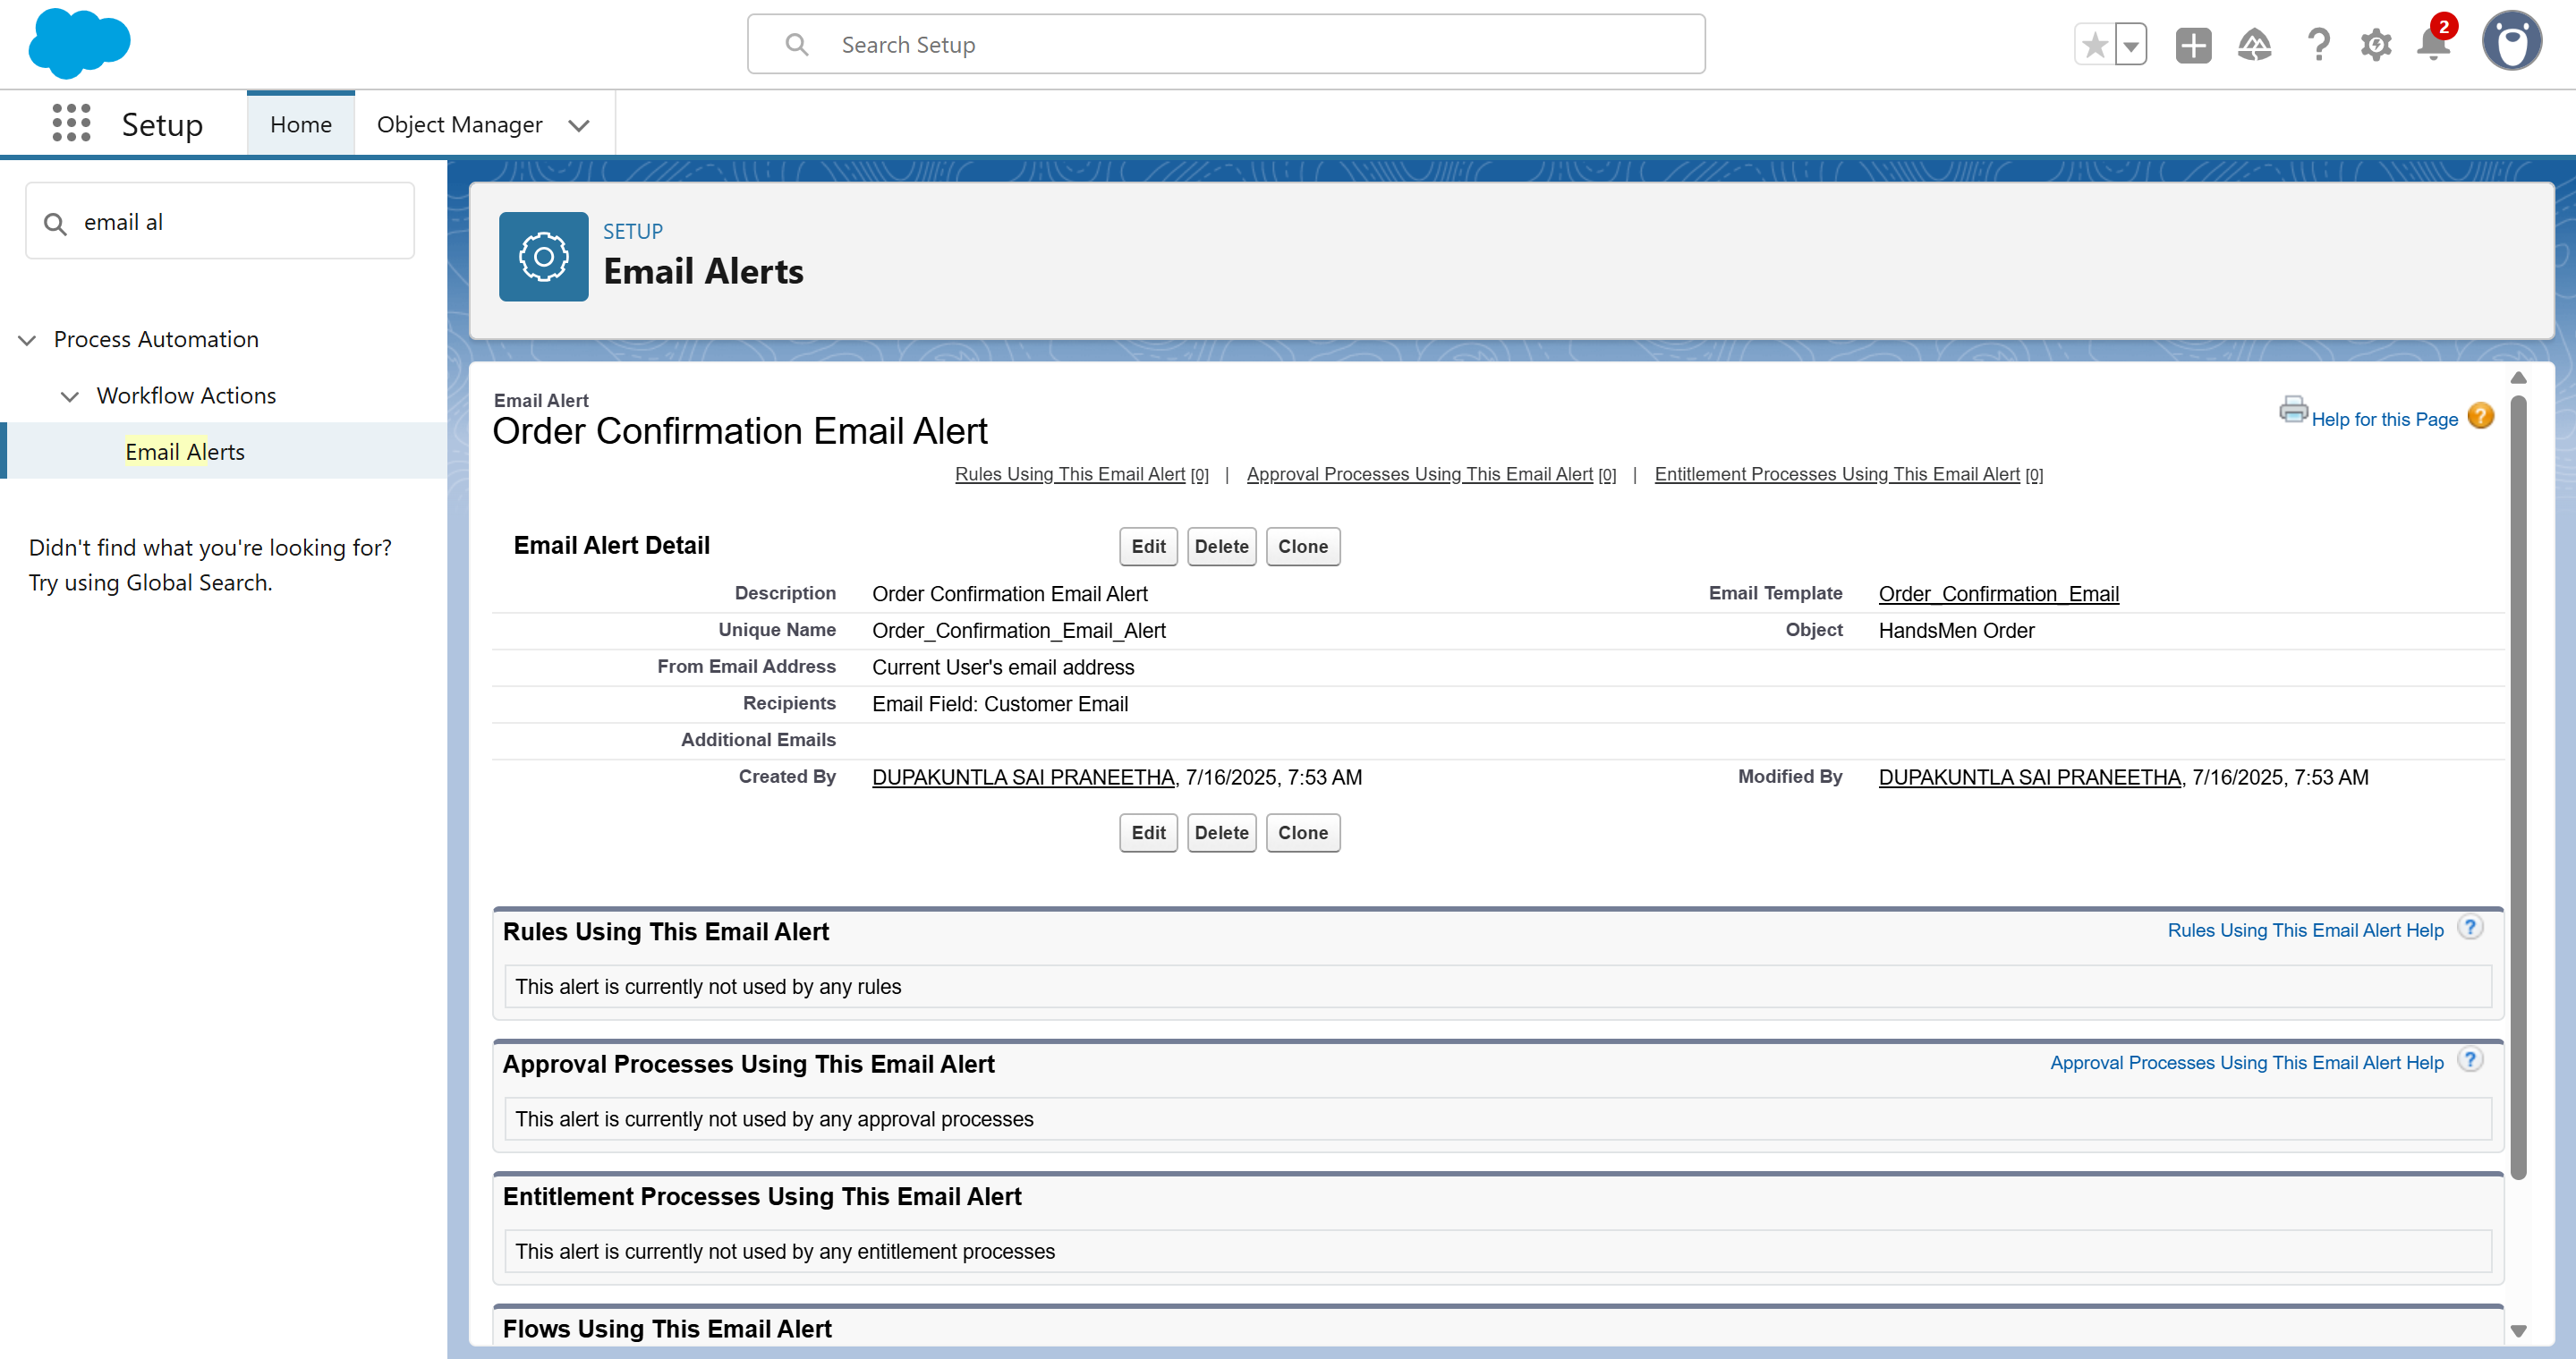 Search Setup
2
Setup
Home
Object Manager
email al
Process Automation
Workflow Actions
Email Alerts
Didn't find what you're looking for?
Try using Global Search.
SETUP
Email Alerts
Email Alert
Order Confirmation Email Alert
Help for this Page ?
Rules Using This Email Alert [0] | Approval Processes Using This Email Alert [0] | Entitlement Processes Using This Email Alert [0]
Email Alert Detail
Edit Delete Clone
Description Order Confirmation Email Alert Email Template Order_Confirmation_Email
Unique Name Order_Confirmation_Email_Alert Object HandsMen Order
From Email Address Current User's email address
Recipients Email Field: Customer Email
Additional Emails
Created By DUPAKUNTLA SAI PRANEETHA, 7/16/2025, 7:53 AM Modified By DUPAKUNTLA SAI PRANEETHA, 7/16/2025, 7:53 AM
Edit Delete Clone
Rules Using This Email Alert Rules Using This Email Alert Help ?
This alert is currently not used by any rules
Approval Processes Using This Email Alert Approval Processes Using This Email Alert Help ?
This alert is currently not used by any approval processes
Entitlement Processes Using This Email Alert
This alert is currently not used by any entitlement processes
Flows Using This Email Alert